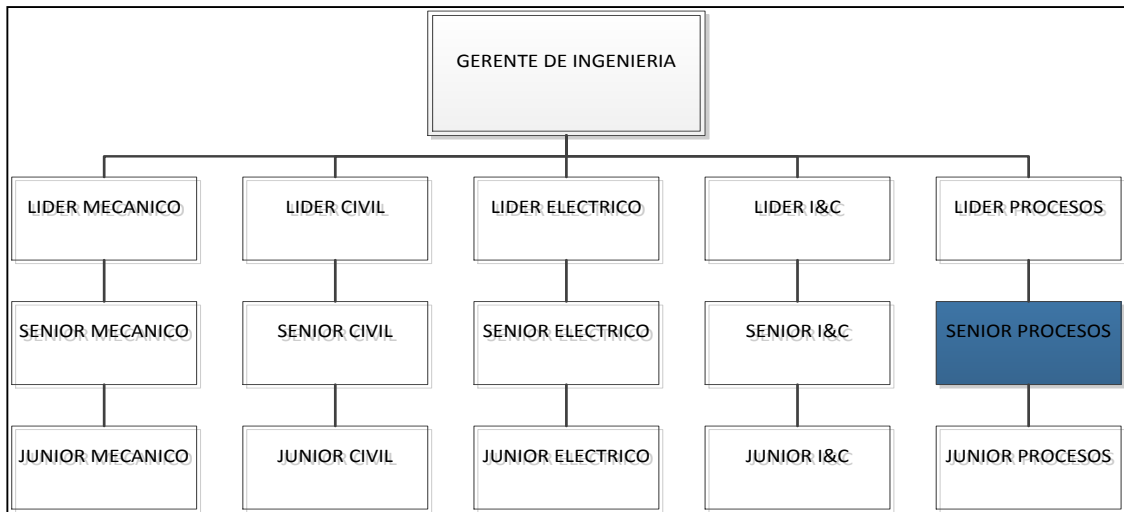 GERENTE DE INGENIERIA
LIDER MECANICO
LIDER CIVIL
LIDER ELECTRICO
LIDER I&C
LIDER PROCESOS
SENIOR MECANICO
SENIOR CIVIL
SENIOR ELECTRICO
SENIOR I&C
SENIOR PROCESOS
JUNIOR MECANICO
JUNIOR CIVIL
JUNIOR ELECTRICO
JUNIOR I&C
JUNIOR PROCESOS